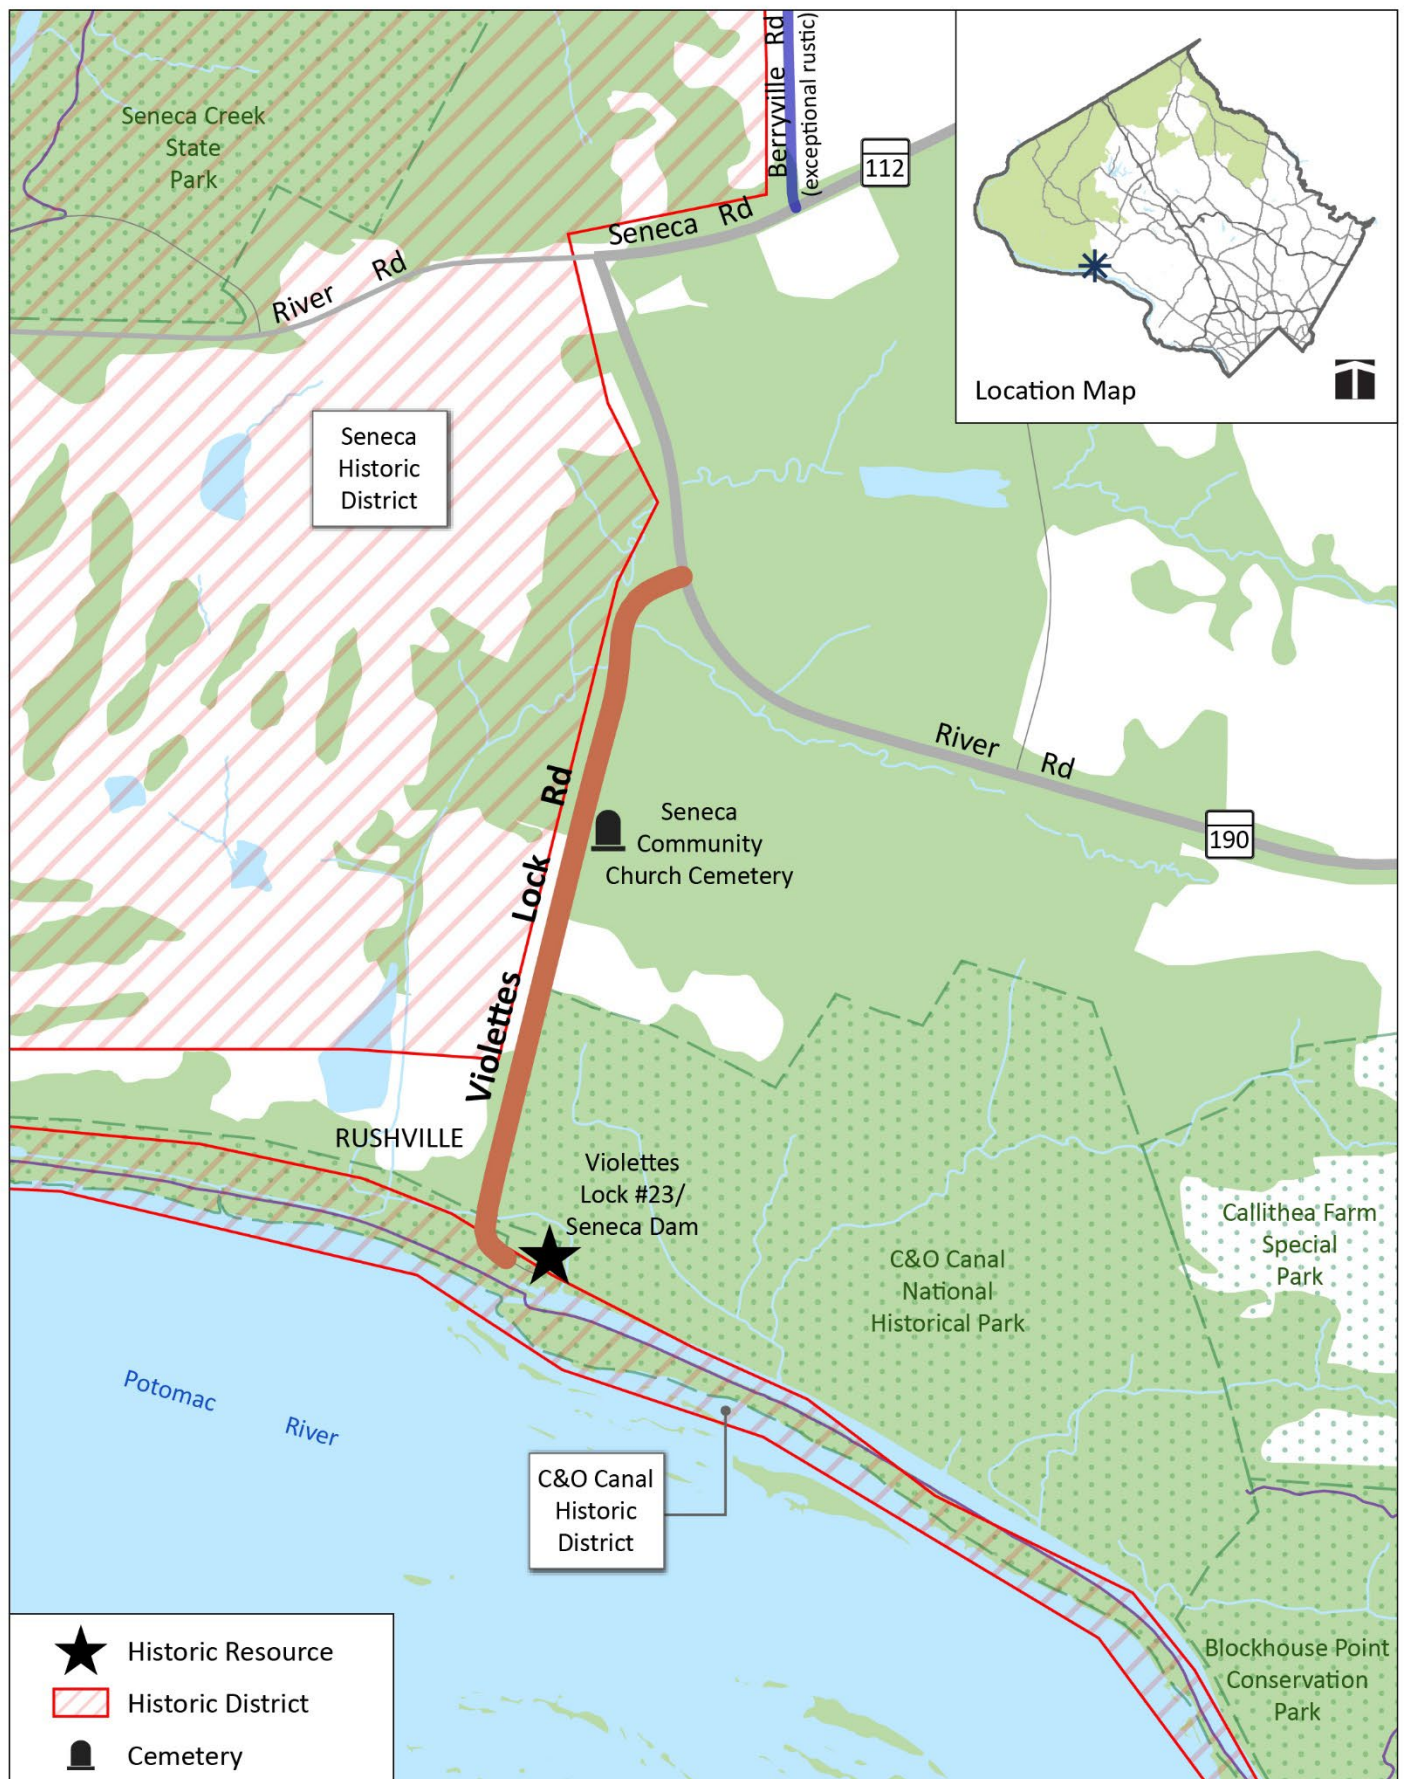 Seneca Creek
State
Park
Berryville Rd
(exceptional rustic)
112
Seneca Rd
River Rd
Location Map
Seneca
Historic
District
River Rd
190
Violettes Lock Rd
Seneca
Community
Church Cemetery
RUSHVILLE
Violettes
Lock #23/
Seneca Dam
C&O Canal
National
Historical Park
Callithea Farm
Special
Park
Potomac River
C&O Canal
Historic
District
Blockhouse Point
Conservation
Park
Historic Resource
Historic District
Cemetery